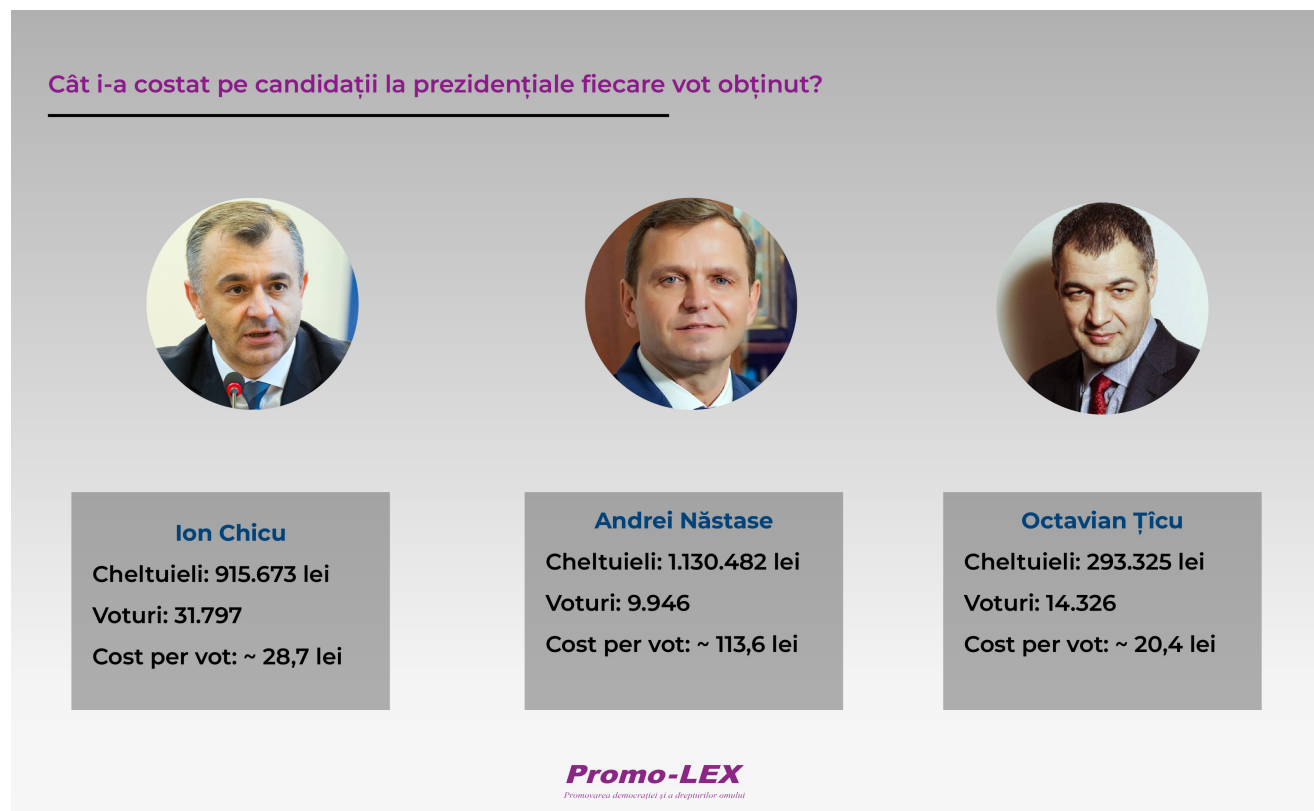 Cât i-a costat pe candidații la prezidențiale fiecare vot obținut?
Ion Chicu
Cheltuieli: 915.673 lei
Voturi: 31.797
Cost per vot: ~ 28,7 lei
Andrei Năstase
Cheltuieli: 1.130.482 lei
Voturi: 9.946
Cost per vot: ~ 113,6 lei
Octavian Țîcu
Cheltuieli: 293.325 lei
Voturi: 14.326
Cost per vot: ~ 20,4 lei
Promo-LEX
Promovarea democrației și a drepturilor omului